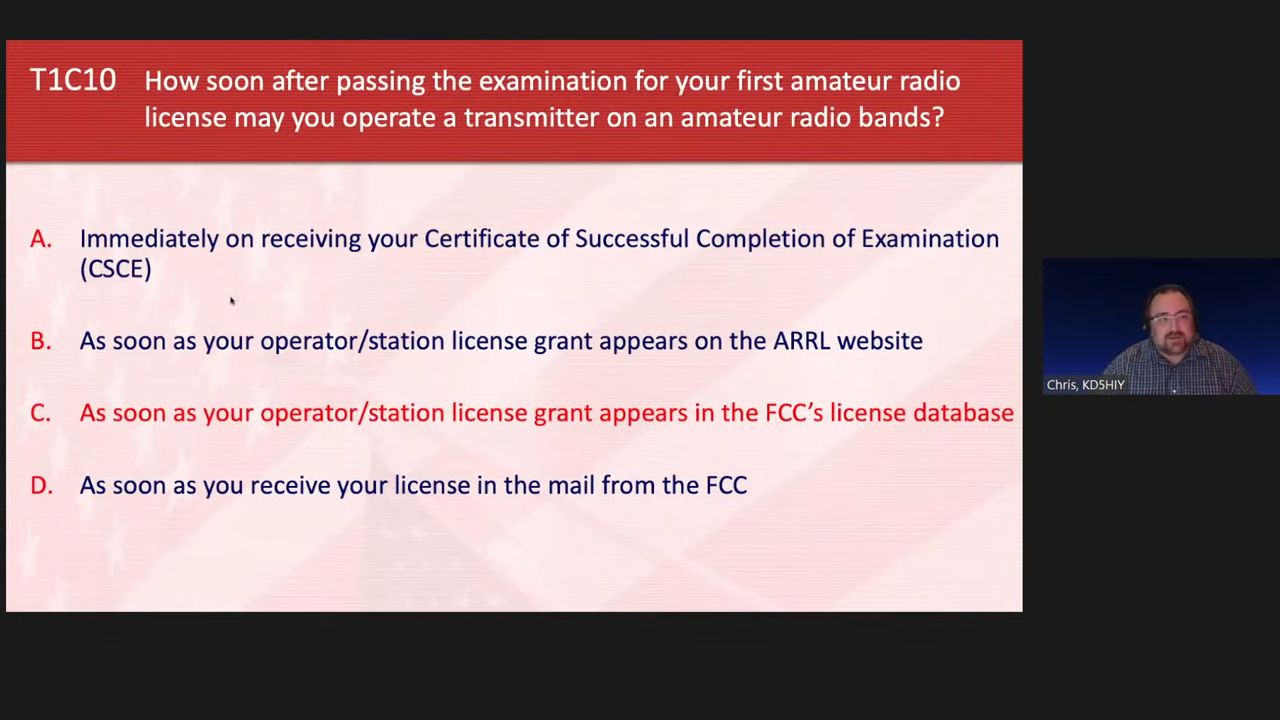 T1C10 How soon after passing the examination for your first amateur radio
license may you operate a transmitter on an amateur radio bands?
A. Immediately on receiving your Certificate of Successful Completion of Examination
(CSCE)
B. As soon as your operator/station license grant appears on the ARRL website
C. As soon as your operator/station license grant appears in the FCC’s license database
D. As soon as you receive your license in the mail from the FCC
Chris, KD5HIY